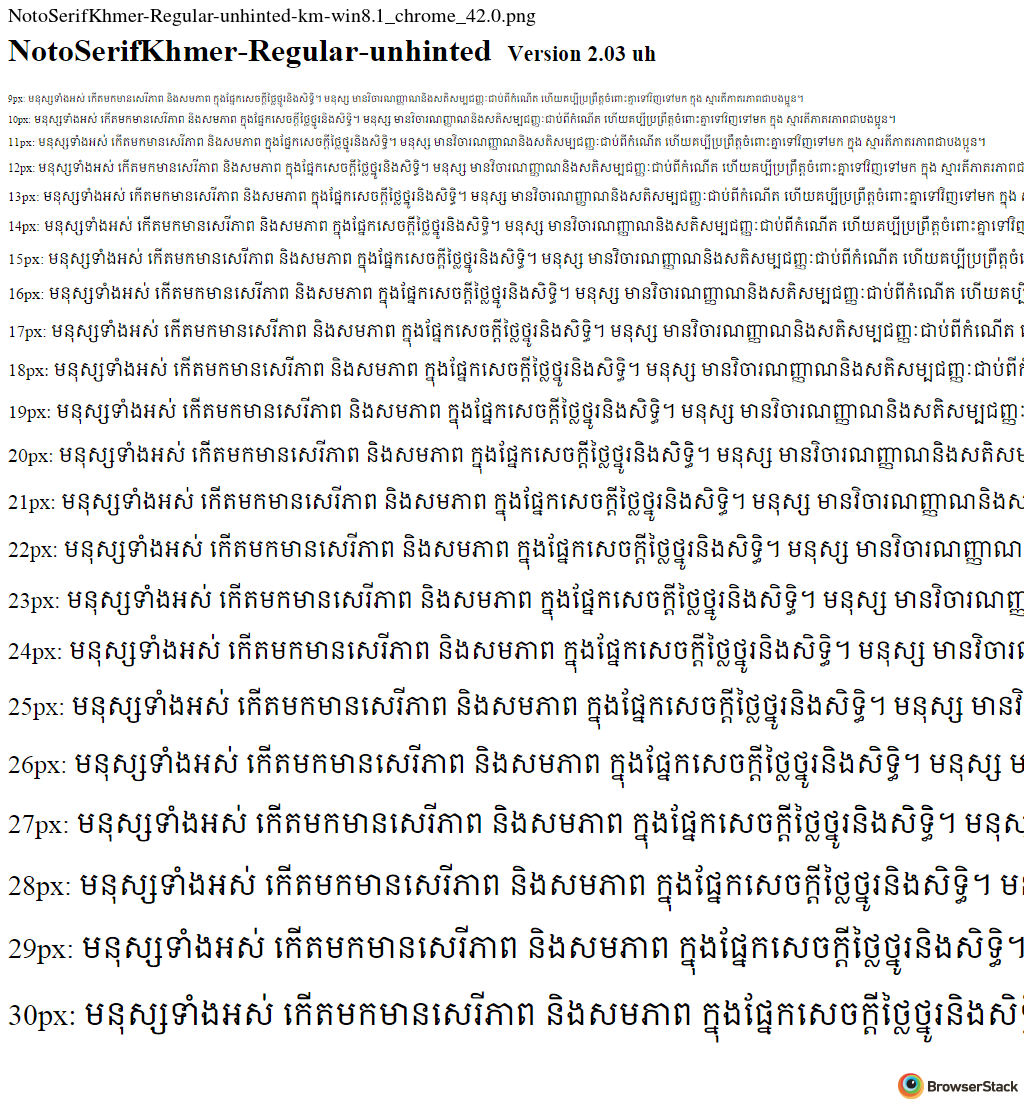 NotoSerifKhmer-Regular-unhinted-km-win8.1_chrome_42.0.png
NotoSerifKhmer-Regular-unhinted Version 2.03 uh
9px: មនុស្សទាំងអស់ កើតមកមានសេរីភាព និងសមភាព ក្នុងផ្នែកសេចក្ដីថ្លៃថ្នូរនិងសិទ្ធិ។ មនុស្ស មានវិចារណញ្ញាណនិងសតិសម្បជញ្ញៈជាប់ពីកំណើត ហើយគប្បីប្រព្រឹត្តចំពោះគ្នាទៅវិញទៅមក ក្នុង ស្មារតីភាតរភាពជាបងប្អូន។
10px: មនុស្សទាំងអស់ កើតមកមានសេរីភាព និងសមភាព ក្នុងផ្នែកសេចក្ដីថ្លៃថ្នូរនិងសិទ្ធិ។ មនុស្ស មានវិចារណញ្ញាណនិងសតិសម្បជញ្ញៈជាប់ពីកំណើត ហើយគប្បីប្រព្រឹត្តចំពោះគ្នាទៅវិញទៅមក ក្នុង ស្មារតីភាតរភាពជាបងប្អូន។
11px: មនុស្សទាំងអស់ កើតមកមានសេរីភាព និងសមភាព ក្នុងផ្នែកសេចក្ដីថ្លៃថ្នូរនិងសិទ្ធិ។ មនុស្ស មានវិចារណញ្ញាណនិងសតិសម្បជញ្ញៈជាប់ពីកំណើត ហើយគប្បីប្រព្រឹត្តចំពោះគ្នាទៅវិញទៅមក ក្នុង ស្មារតីភាតរភាពជាបងប្អូន។
12px: មនុស្សទាំងអស់ កើតមកមានសេរីភាព និងសមភាព ក្នុងផ្នែកសេចក្ដីថ្លៃថ្នូរនិងសិទ្ធិ។ មនុស្ស មានវិចារណញ្ញាណនិងសតិសម្បជញ្ញៈជាប់ពីកំណើត ហើយគប្បីប្រព្រឹត្តចំពោះគ្នាទៅវិញទៅមក ក្នុង ស្មារតីភាតរភាពជា
13px: មនុស្សទាំងអស់ កើតមកមានសេរីភាព និងសមភាព ក្នុងផ្នែកសេចក្ដីថ្លៃថ្នូរនិងសិទ្ធិ។ មនុស្ស មានវិចារណញ្ញាណនិងសតិសម្បជញ្ញៈជាប់ពីកំណើត ហើយគប្បីប្រព្រឹត្តចំពោះគ្នាទៅវិញទៅមក ក្នុង
14px: មនុស្សទាំងអស់ កើតមកមានសេរីភាព និងសមភាព ក្នុងផ្នែកសេចក្ដីថ្លៃថ្នូរនិងសិទ្ធិ។ មនុស្ស មានវិចារណញ្ញាណនិងសតិសម្បជញ្ញៈជាប់ពីកំណើត ហើយគប្បីប្រព្រឹត្តចំពោះគ្នាទៅវិញ
15px: មនុស្សទាំងអស់ កើតមកមានសេរីភាព និងសមភាព ក្នុងផ្នែកសេចក្ដីថ្លៃថ្នូរនិងសិទ្ធិ។ មនុស្ស មានវិចារណញ្ញាណនិងសតិសម្បជញ្ញៈជាប់ពីកំណើត ហើយគប្បីប្រព្រឹត្តចំ
16px: មនុស្សទាំងអស់ កើតមកមានសេរីភាព និងសមភាព ក្នុងផ្នែកសេចក្ដីថ្លៃថ្នូរនិងសិទ្ធិ។ មនុស្ស មានវិចារណញ្ញាណនិងសតិសម្បជញ្ញៈជាប់ពីកំណើត ហើយគប្បី
17px: មនុស្សទាំងអស់ កើតមកមានសេរីភាព និងសមភាព ក្នុងផ្នែកសេចក្ដីថ្លៃថ្នូរនិងសិទ្ធិ។ មនុស្ស មានវិចារណញ្ញាណនិងសតិសម្បជញ្ញៈជាប់ពីកំណើត
18px: មនុស្សទាំងអស់ កើតមកមានសេរីភាព និងសមភាព ក្នុងផ្នែកសេចក្ដីថ្លៃថ្នូរនិងសិទ្ធិ។ មនុស្ស មានវិចារណញ្ញាណនិងសតិសម្បជញ្ញៈជាប់ពី
19px: មនុស្សទាំងអស់ កើតមកមានសេរីភាព និងសមភាព ក្នុងផ្នែកសេចក្ដីថ្លៃថ្នូរនិងសិទ្ធិ។ មនុស្ស មានវិចារណញ្ញាណនិងសតិសម្បជញ្ញៈ
20px: មនុស្សទាំងអស់ កើតមកមានសេរីភាព និងសមភាព ក្នុងផ្នែកសេចក្ដីថ្លៃថ្នូរនិងសិទ្ធិ។ មនុស្ស មានវិចារណញ្ញាណនិងសតិសម
21px: មនុស្សទាំងអស់ កើតមកមានសេរីភាព និងសមភាព ក្នុងផ្នែកសេចក្ដីថ្លៃថ្នូរនិងសិទ្ធិ។ មនុស្ស មានវិចារណញ្ញាណនិងស
22px: មនុស្សទាំងអស់ កើតមកមានសេរីភាព និងសមភាព ក្នុងផ្នែកសេចក្ដីថ្លៃថ្នូរនិងសិទ្ធិ។ មនុស្ស មានវិចារណញ្ញាណ
23px: មនុស្សទាំងអស់ កើតមកមានសេរីភាព និងសមភាព ក្នុងផ្នែកសេចក្ដីថ្លៃថ្នូរនិងសិទ្ធិ។ មនុស្ស មានវិចារណញ្ញ
24px: មនុស្សទាំងអស់ កើតមកមានសេរីភាព និងសមភាព ក្នុងផ្នែកសេចក្ដីថ្លៃថ្នូរនិងសិទ្ធិ។ មនុស្ស មានវិចារ
25px: មនុស្សទាំងអស់ កើតមកមានសេរីភាព និងសមភាព ក្នុងផ្នែកសេចក្ដីថ្លៃថ្នូរនិងសិទ្ធិ។ មនុស្ស មានវិ
26px: មនុស្សទាំងអស់ កើតមកមានសេរីភាព និងសមភាព ក្នុងផ្នែកសេចក្ដីថ្លៃថ្នូរនិងសិទ្ធិ។ មនុស្ស ម
27px: មនុស្សទាំងអស់ កើតមកមានសេរីភាព និងសមភាព ក្នុងផ្នែកសេចក្ដីថ្លៃថ្នូរនិងសិទ្ធិ។ មនុស
28px: មនុស្សទាំងអស់ កើតមកមានសេរីភាព និងសមភាព ក្នុងផ្នែកសេចក្ដីថ្លៃថ្នូរនិងសិទ្ធិ។ ម
29px: មនុស្សទាំងអស់ កើតមកមានសេរីភាព និងសមភាព ក្នុងផ្នែកសេចក្ដីថ្លៃថ្នូរនិងសិទ្ធិ។
30px: មនុស្សទាំងអស់ កើតមកមានសេរីភាព និងសមភាព ក្នុងផ្នែកសេចក្ដីថ្លៃថ្នូរនិងសិ
BrowserStack